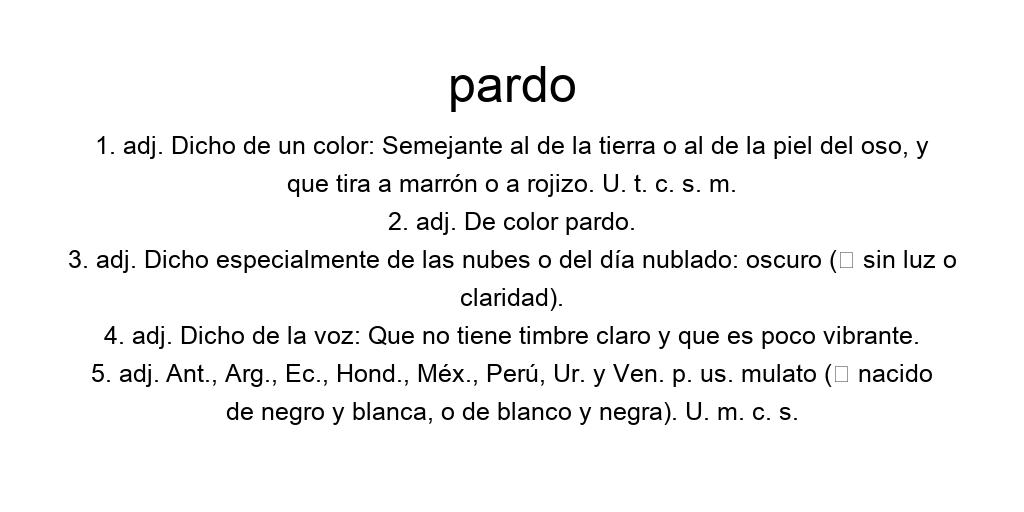 pardo
1. adj. Dicho de un color: Semejante al de la tierra o al de la piel del oso, y
que tira a marrón o a rojizo. U. t. c. s. m.
2. adj. De color pardo.
3. adj. Dicho especialmente de las nubes o del día nublado: oscuro (□ sin luz o
claridad).
4. adj. Dicho de la voz: Que no tiene timbre claro y que es poco vibrante.
5. adj. Ant., Arg., Ec., Hond., Méx., Perú, Ur. y Ven. p. us. mulato (□ nacido
de negro y blanca, o de blanco y negra). U. m. c. s.